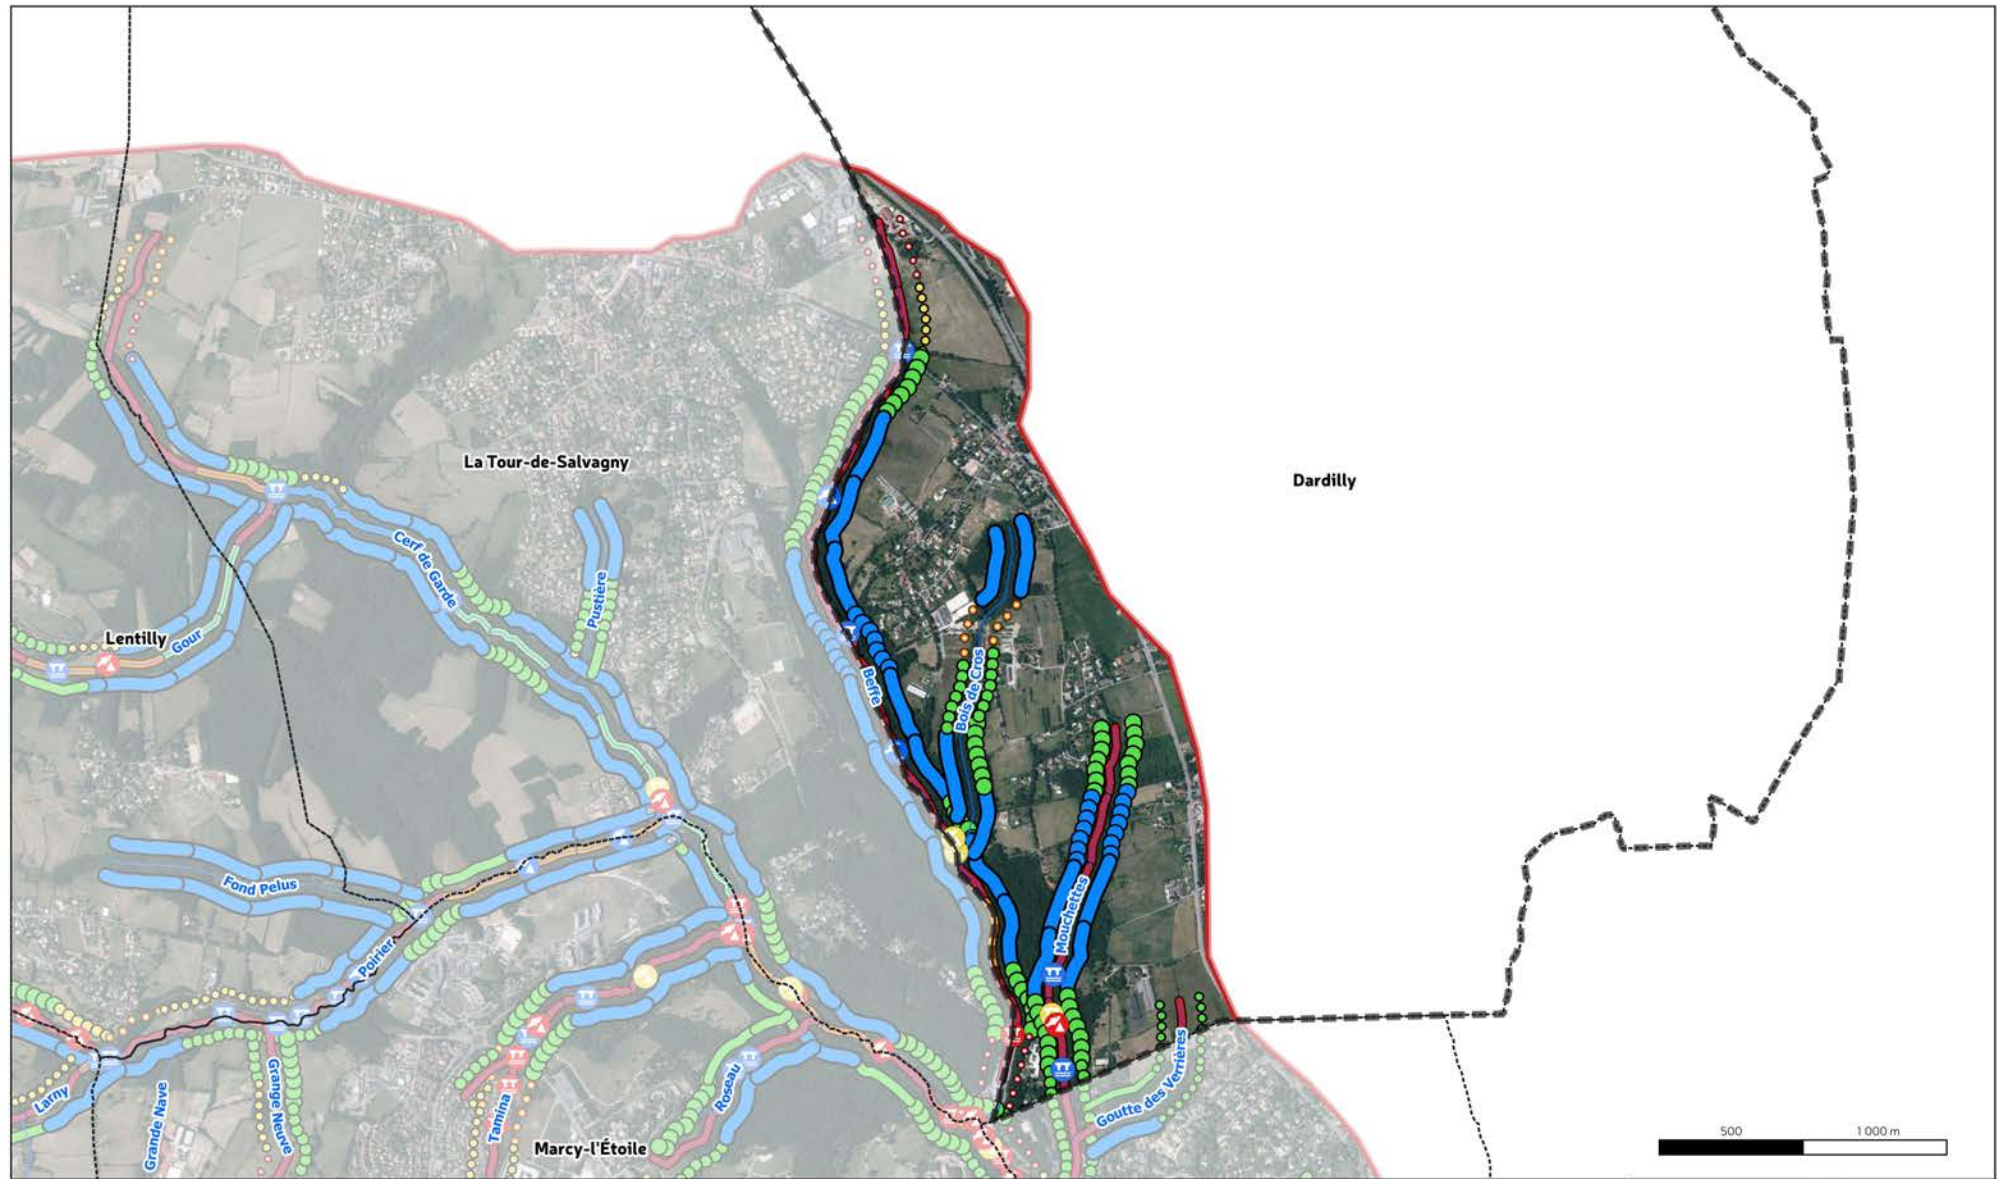 La Tour-de-Salvagny
Dardilly
Cerf de Garde
Pustière
Lentilly
Gour
Beffe
Bois de Cros
Fond Pelus
Mouchettes
Poirier
Larny
Grande Nave
Grange Neuve
Tamina
Roseau
Goutte des Verrières
Marcy-l'Étoile
500 1 000 m